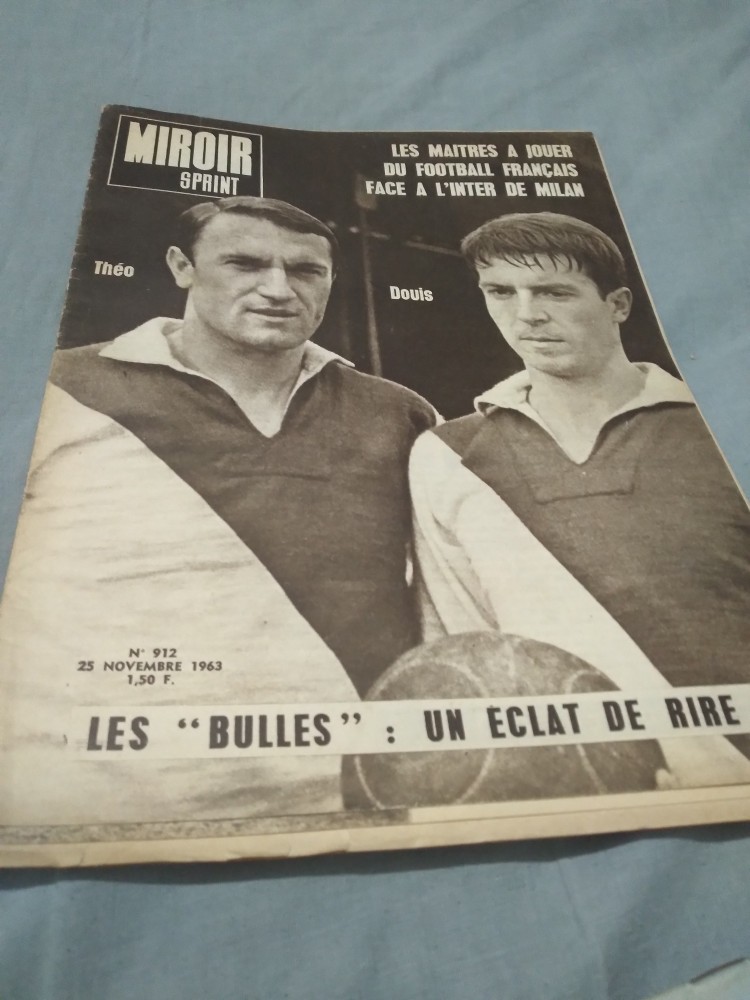 MIROIR
SPRINT
LES MAITRES A JOUER
DU FOOTBALL FRANÇAIS
FACE A L'INTER DE MILAN
Théo
Douis
N° 912
25 NOVEMBRE 1963
1,50 F.
LES "BULLES" : UN ÉCLAT DE RIRE